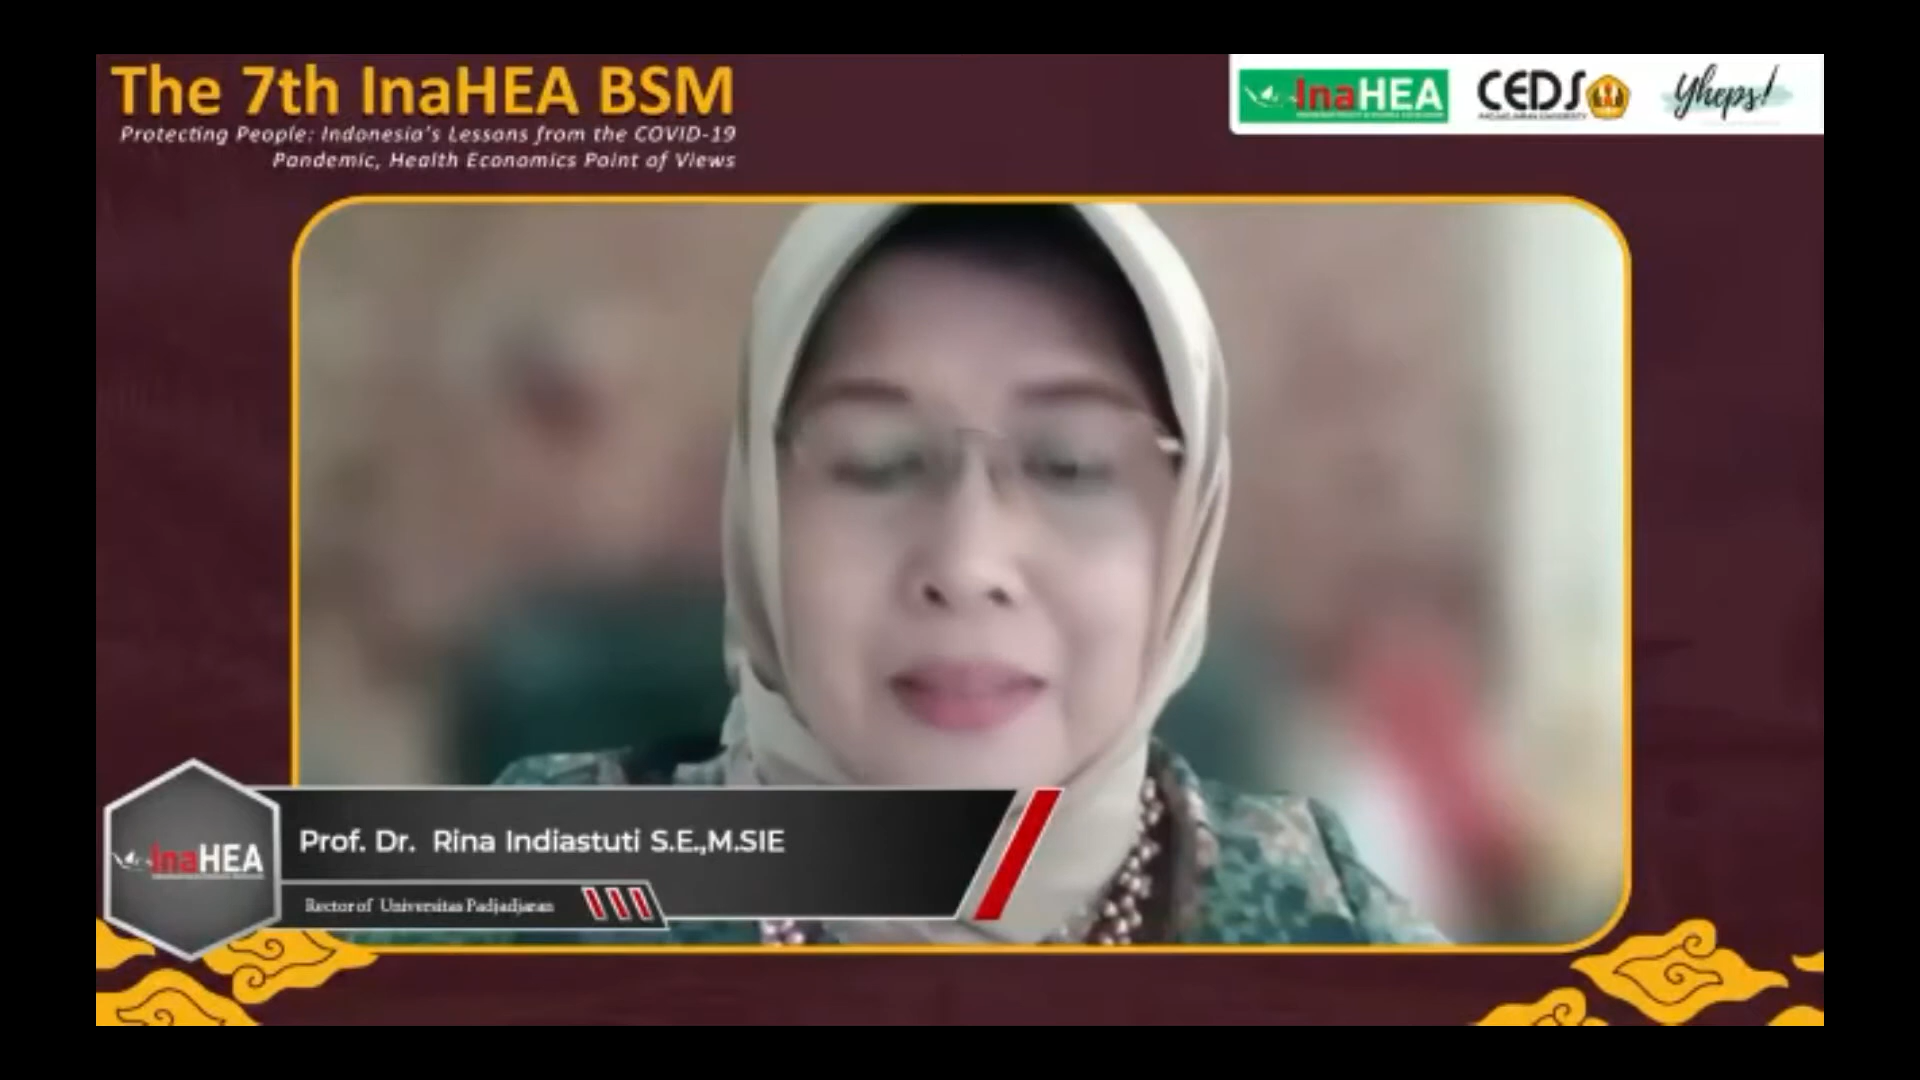 The 7th InaHEA BSM
Protecting People: Indonesia's Lessons from the COVID-19
Pandemic, Health Economics Point of Views
InaHEA
CEDS
Yheps!
Prof. Dr.  Rina Indiastuti S.E.,M.SIE
InaHEA
Rector of  Universitas Padjadjaran